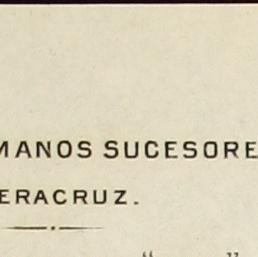 MANOS SUCESORE
ERACRUZ.
“ ”